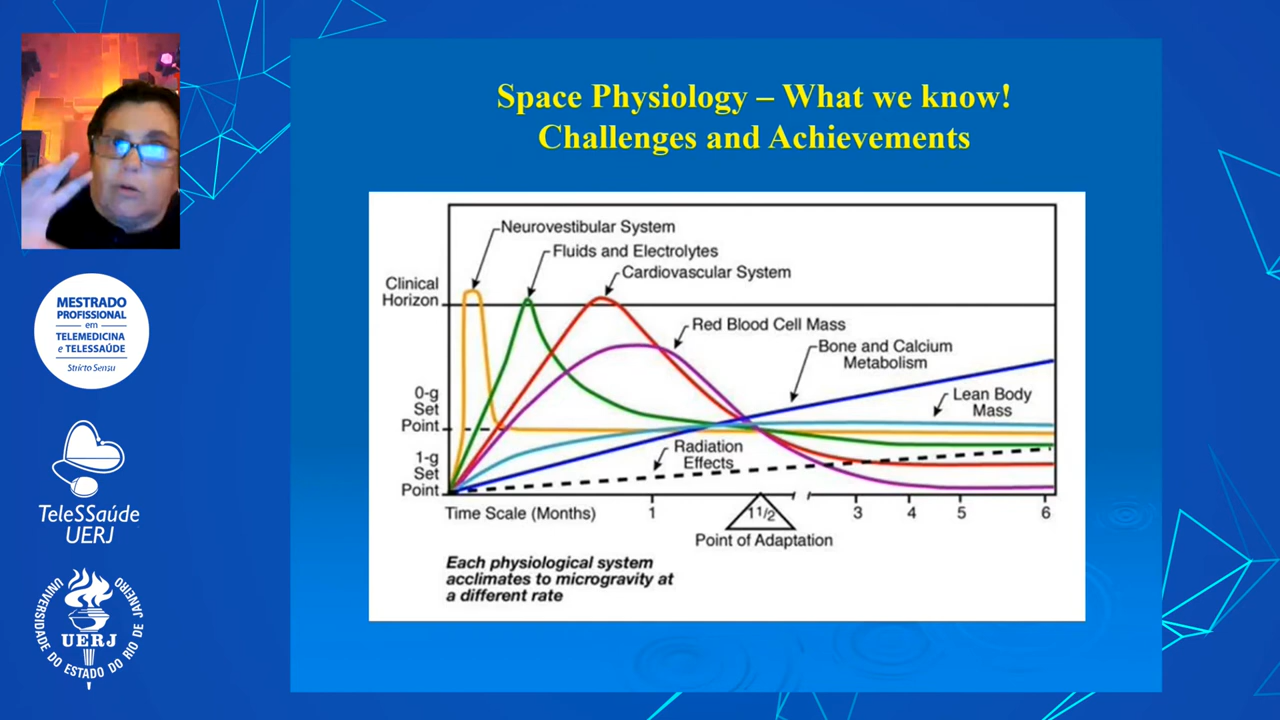 Space Physiology – What we know!
Challenges and Achievements
Neurovestibular System
Fluids and Electrolytes
Cardiovascular System
Clinical
Horizon
Red Blood Cell Mass
Bone and Calcium
Metabolism
0-g
Set
Point
Lean Body
Mass
Radiation
Effects
1-g
Set
Point
Time Scale (Months)
1
11/2
3
4
5
6
Point of Adaptation
Each physiological system
acclimates to microgravity at
a different rate
MESTRADO
PROFISSIONAL
em
TELEMEDICINA
e TELESSAÚDE
Stricto Sensu
TeleSSaúde
UERJ
UERJ
UNIVERSIDADE DO ESTADO DO RIO DE JANEIRO